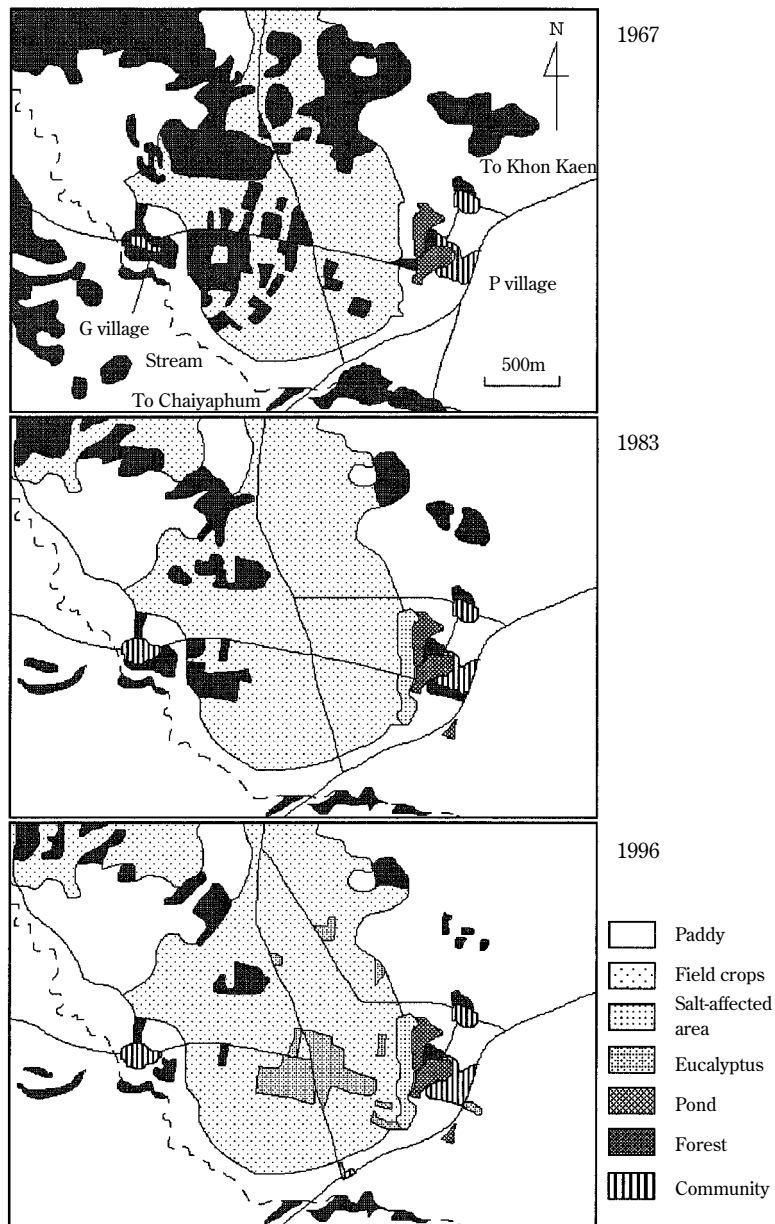 1967
N
To Khon Kaen
P village
G village
500m
Stream
To Chaiyaphum
1983
1996
Paddy
Field crops
Salt-affected
area
Eucalyptus
Pond
Forest
Community